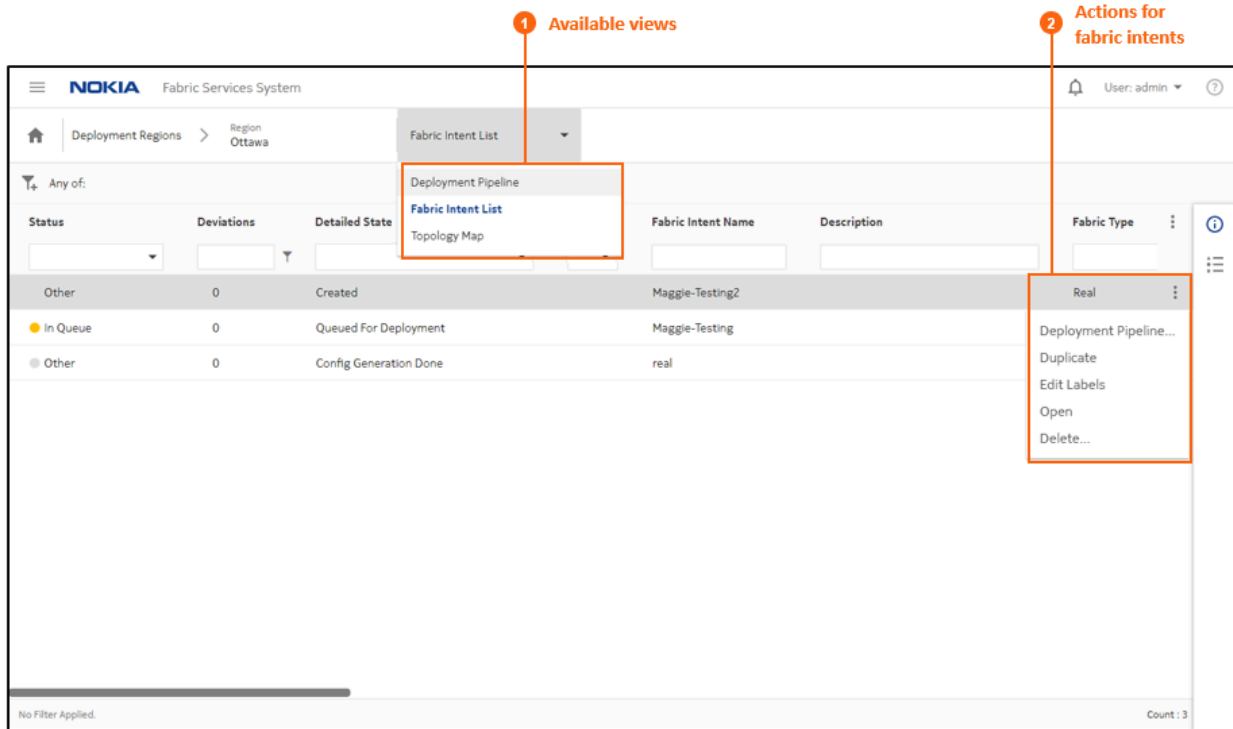 1 Available views
2 Actions for
fabric intents
NOKIA Fabric Services System
User: admin
?
Deployment Regions
Region
Ottawa
Fabric Intent List
Any of:
Deployment Pipeline
Fabric Intent List
Topology Map
Status Deviations Detailed State Fabric Intent Name Description Fabric Type
Other 0 Created Maggie-Testing2 Real
In Queue 0 Queued For Deployment Maggie-Testing
Other 0 Config Generation Done real
Deployment Pipeline...
Duplicate
Edit Labels
Open
Delete...
No Filter Applied. Count : 3